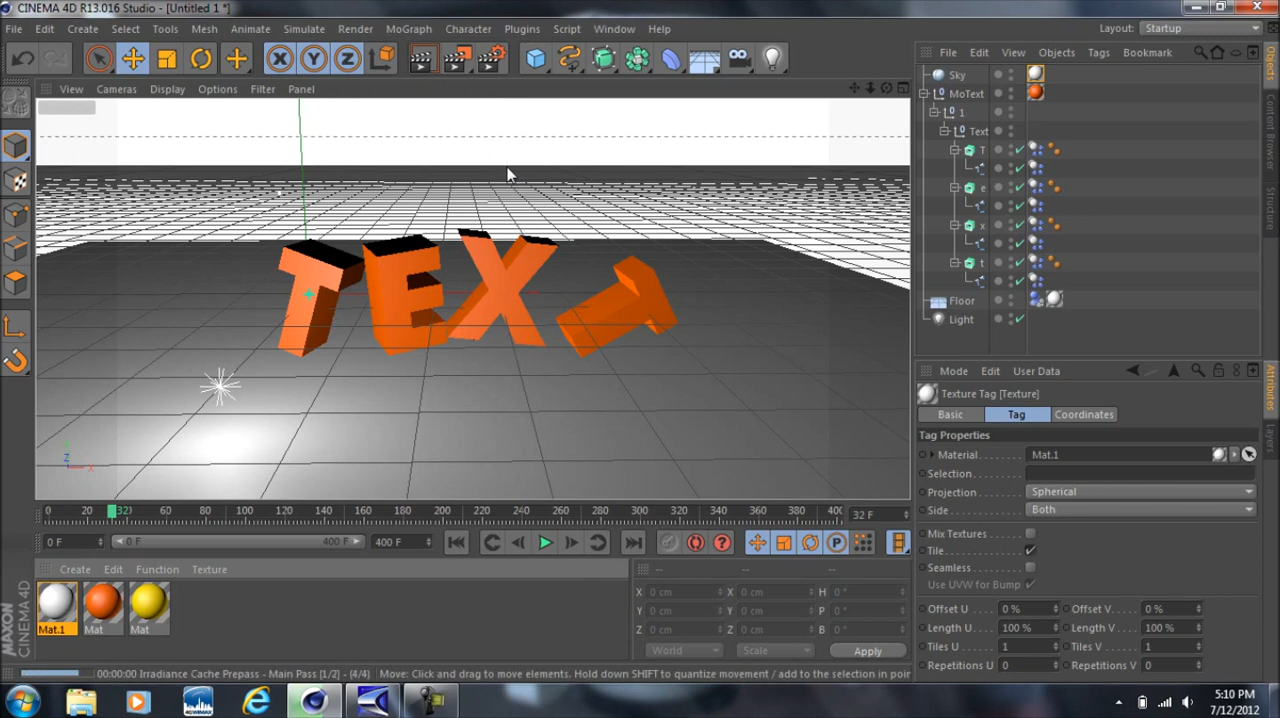 CINEMA 4D R13.016 Studio - [Untitled 1 *]
File Edit Create Select Tools Mesh Animate Simulate Render MoGraph Character Plugins Script Window Help
Layout: Startup
X Y Z
File Edit View Objects Tags Bookmark
View Cameras Display Options Filter Panel
Sky
MoText
1
Text
T
e
x
t
Floor
Light
Objects
Content Browser
Structure
TEXT
Z X
Mode Edit User Data
Texture Tag [Texture]
Basic Tag Coordinates
Tag Properties
Material Mat.1
Selection
Projection Spherical
Side Both
Mix Textures
Tile
Seamless
Use UVW for Bump
Offset U 0 % Offset V 0 %
Length U 100 % Length V 100 %
Tiles U 1 Tiles V 1
Repetitions U 0 Repetitions V 0
Attributes
Layers
0 20 32 60 80 100 120 140 160 180 200 220 240 260 280 300 320 340 360 380 40 32 F
0 F 0 F 400 F 400 F
P
Create Edit Function Texture
Mat.1 Mat Mat
-- -- --
X 0 cm X 0 cm H 0 °
Y 0 cm Y 0 cm P 0 °
Z 0 cm Z 0 cm B 0 °
World Scale Apply
MAXON CINEMA 4D
00:00:00 Irradiance Cache Prepass - Main Pass [1/2] - (4/4) Move: Click and drag to move elements. Hold down SHIFT to quantize movement / add to the selection in poin
5:10 PM
7/12/2012